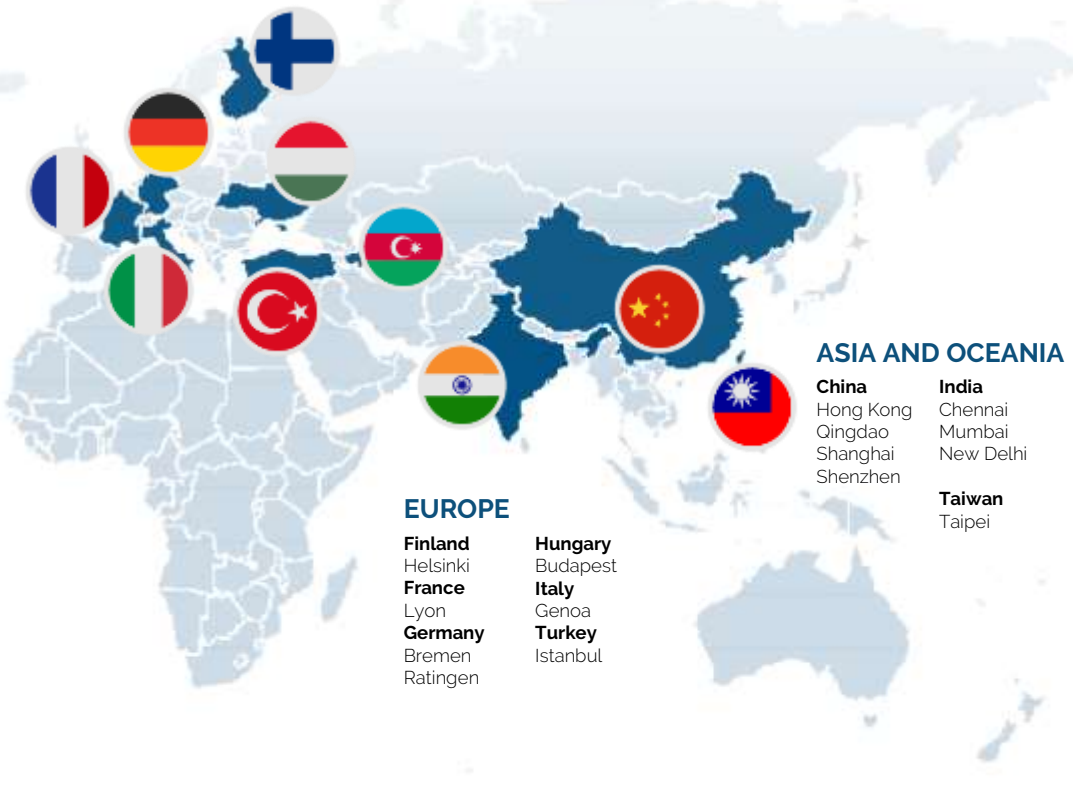 ASIA AND OCEANIA
China
Hong Kong
Qingdao
Shanghai
Shenzhen
India
Chennai
Mumbai
New Delhi
Taiwan
Taipei
EUROPE
Finland
Helsinki
France
Lyon
Germany
Bremen
Ratingen
Hungary
Budapest
Italy
Genoa
Turkey
Istanbul